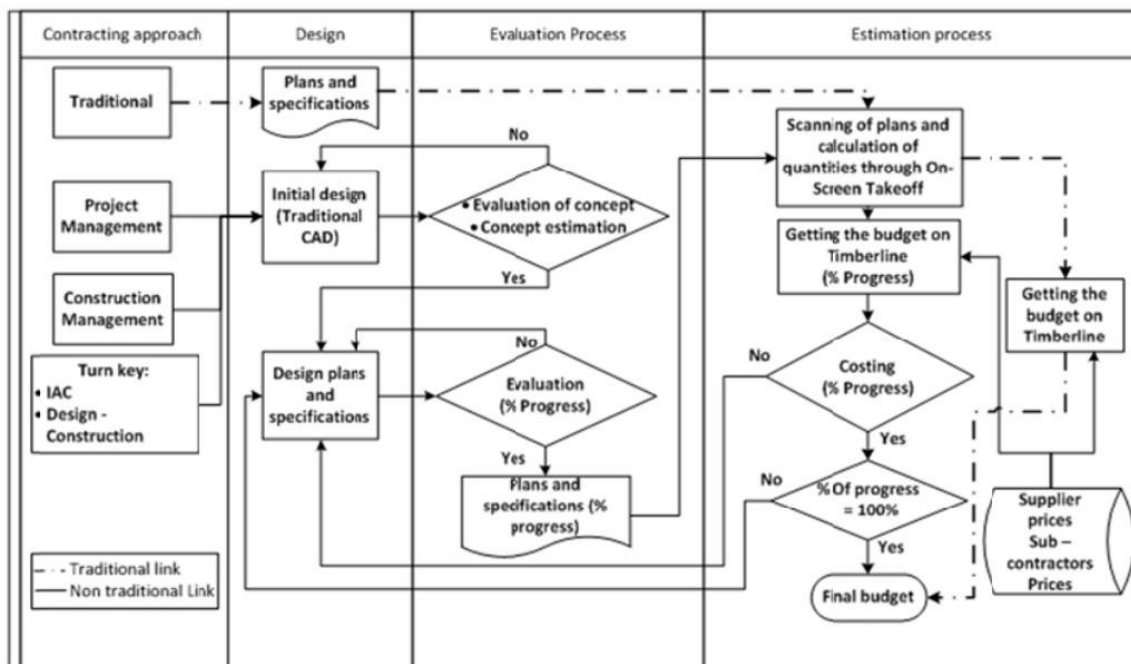 Contracting approach
Design
Evaluation Process
Estimation process
Traditional
Plans and
specifications
Scanning of plans and
calculation of
quantities through On-
Screen Takeoff
No
Project
Management
Initial design
(Traditional
CAD)
• Evaluation of concept
• Concept estimation
Getting the budget on
Timberline
(% Progress)
Yes
Construction
Management
Getting the
budget on
Timberline
Turn key:
• IAC
• Design -
Construction
Design plans
and
specifications
No
Evaluation
(% Progress)
No
Costing
(% Progress)
Yes
Yes
Plans and
specifications (%
progress)
No
% Of progress
= 100%
Yes
Supplier
prices
Sub –
contractors
Prices
Traditional link
Non traditional Link
Final budget